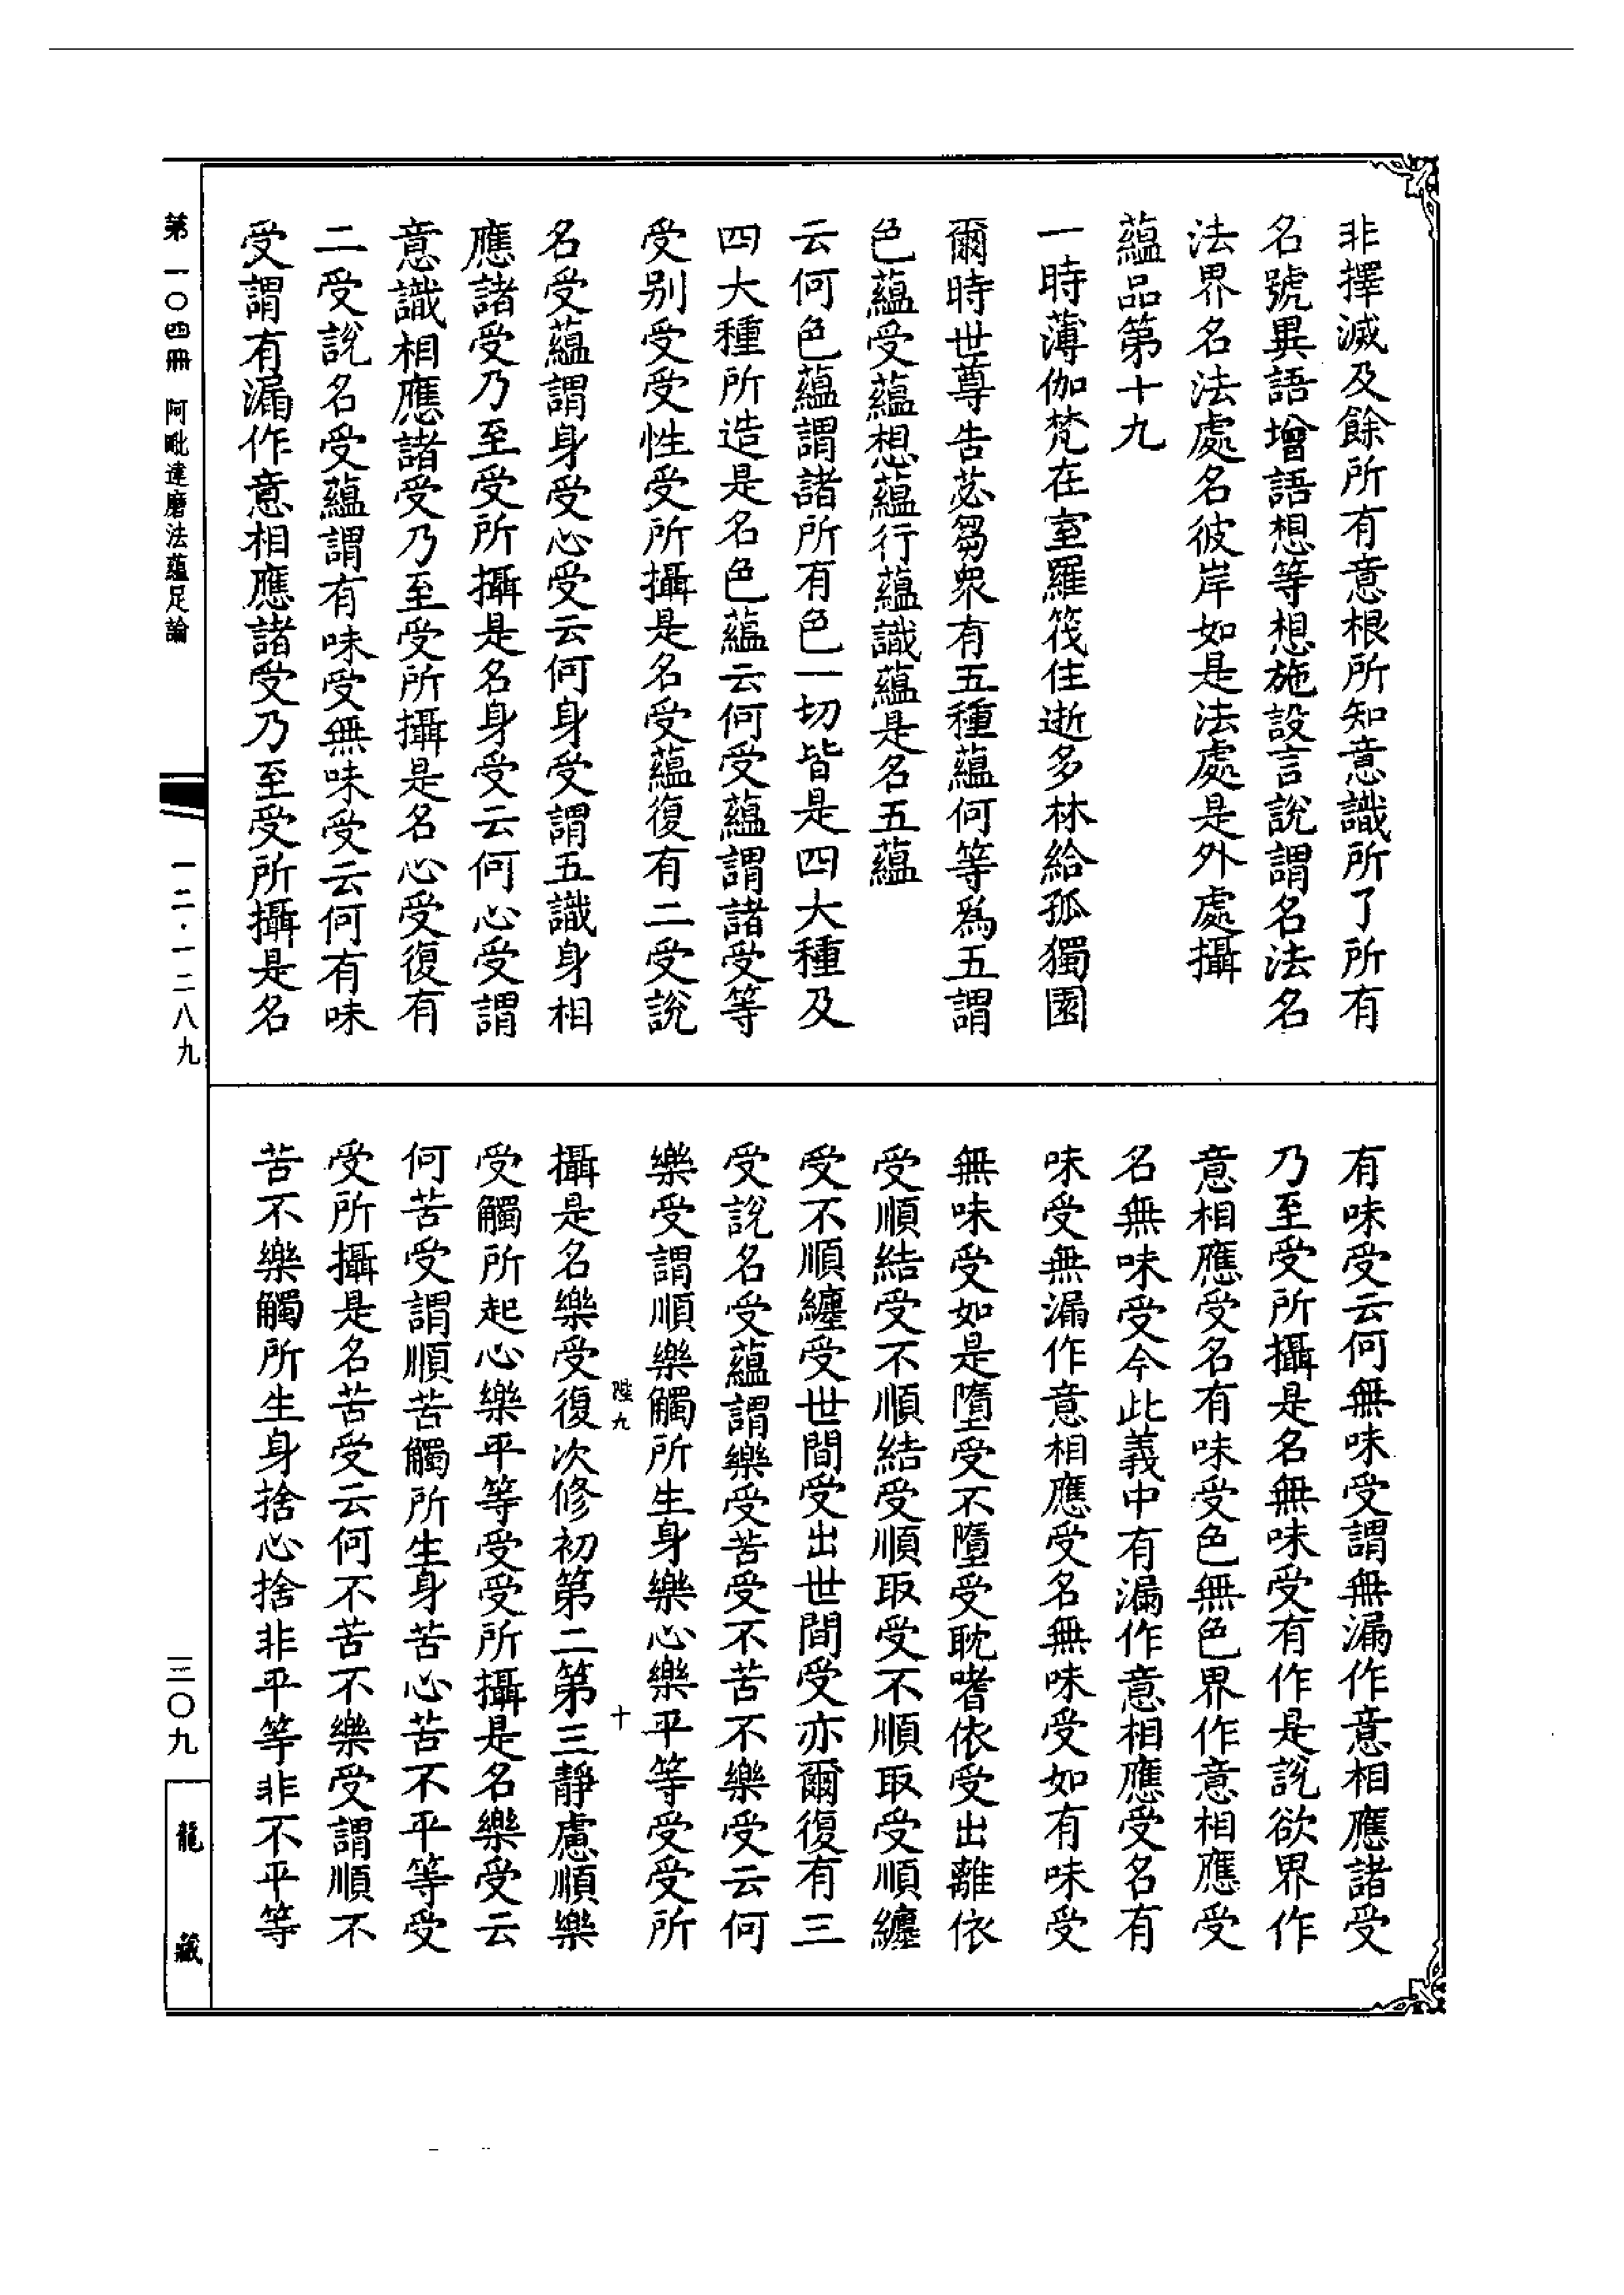 非擇滅及餘所有意根所知意識所了所有
名號異語增語想等想施設言說謂名法名
法界名法處名彼岸如是法處是外處攝
蘊品第十九
一時薄伽梵在室羅筏住逝多林給孤獨園
爾時世尊告苾芻眾有五種蘊何等為五謂
色蘊受蘊想蘊行蘊識蘊是名五蘊
云何色蘊謂諸所有色一切皆是四大種及
四大種所造是名色蘊云何受蘊謂諸受等
受別受受性受所攝是名受蘊復有二受說
名受蘊謂身受心受云何身受謂五識身相
應諸受乃至受所攝是名身受云何心受謂
意識相應諸受乃至受所攝是名心受復有
二受說名受蘊謂有味受無味受云何有味
受謂有漏作意相應諸受乃至受所攝是名
有味受云何無味受謂無漏作意相應諸受
乃至受所攝是名無味受有作是說欲界作
意相應受名有味受色無色界作意相應受
名無味受今此義中有漏作意相應受名有
味受無漏作意相應受名無味受如有味受
無味受如是墮受不墮受耽嗜依受出離依
受順結受不順結受順取受不順取受順纏
受不順纏受世間受出世間受亦爾復有三
受說名受蘊謂樂受苦受不苦不樂受云何
樂受謂順樂觸所生身樂心樂平等受受所
陛九
十
攝是名樂受復次修初第二第三靜慮順樂
受觸所起心樂平等受受所攝是名樂受云
何苦受謂順苦觸所生身苦心苦不平等受
受所攝是名苦受云何不苦不樂受謂順不
苦不樂觸所生身捨心捨非平等非不平等
第一〇四冊
阿毗達磨法蘊足論
一二·一二八九
三〇九
龍藏